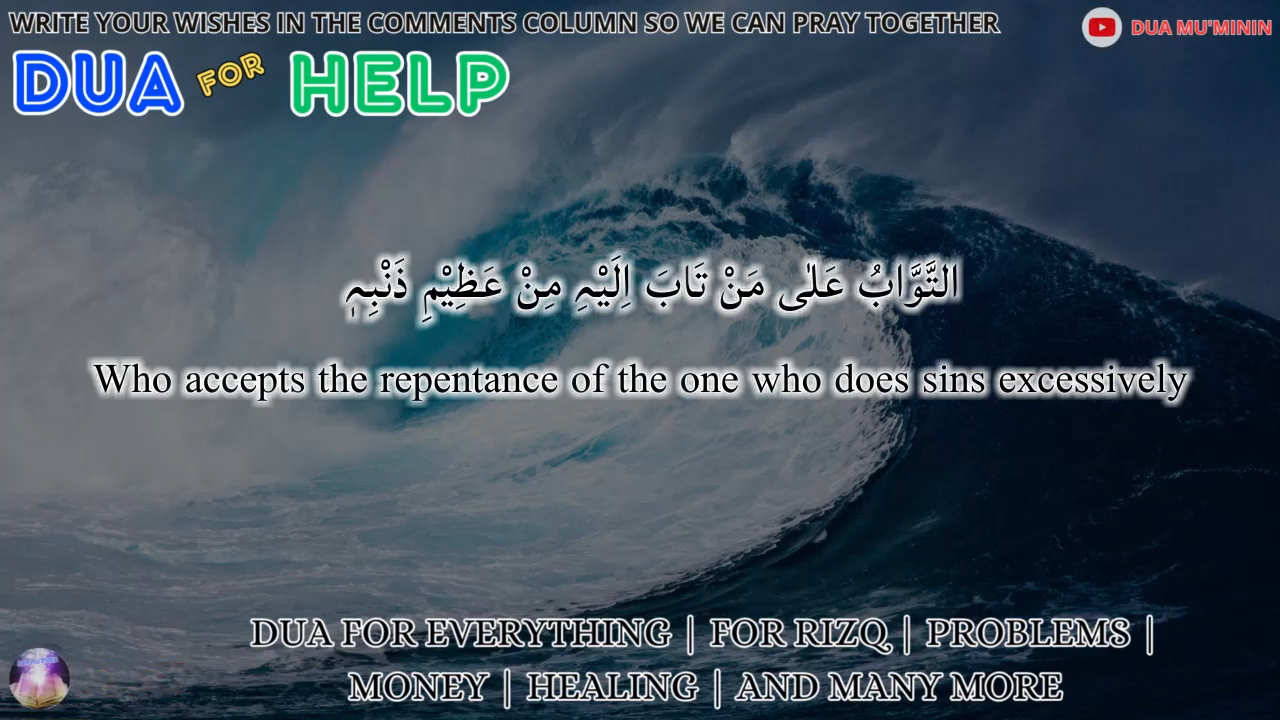 WRITE YOUR WISHES IN THE COMMENTS COLUMN SO WE CAN PRAY TOGETHER
DUA MU'MININ
DUA FOR HELP
التَّوَّابُ عَلٰى مَنْ تَابَ اِلَيْهِ مِنْ عَظِيْمِ ذَنْبِهٖ
Who accepts the repentance of the one who does sins excessively
DUA FOR EVERYTHING | FOR RIZQ | PROBLEMS |
MONEY | HEALING | AND MANY MORE